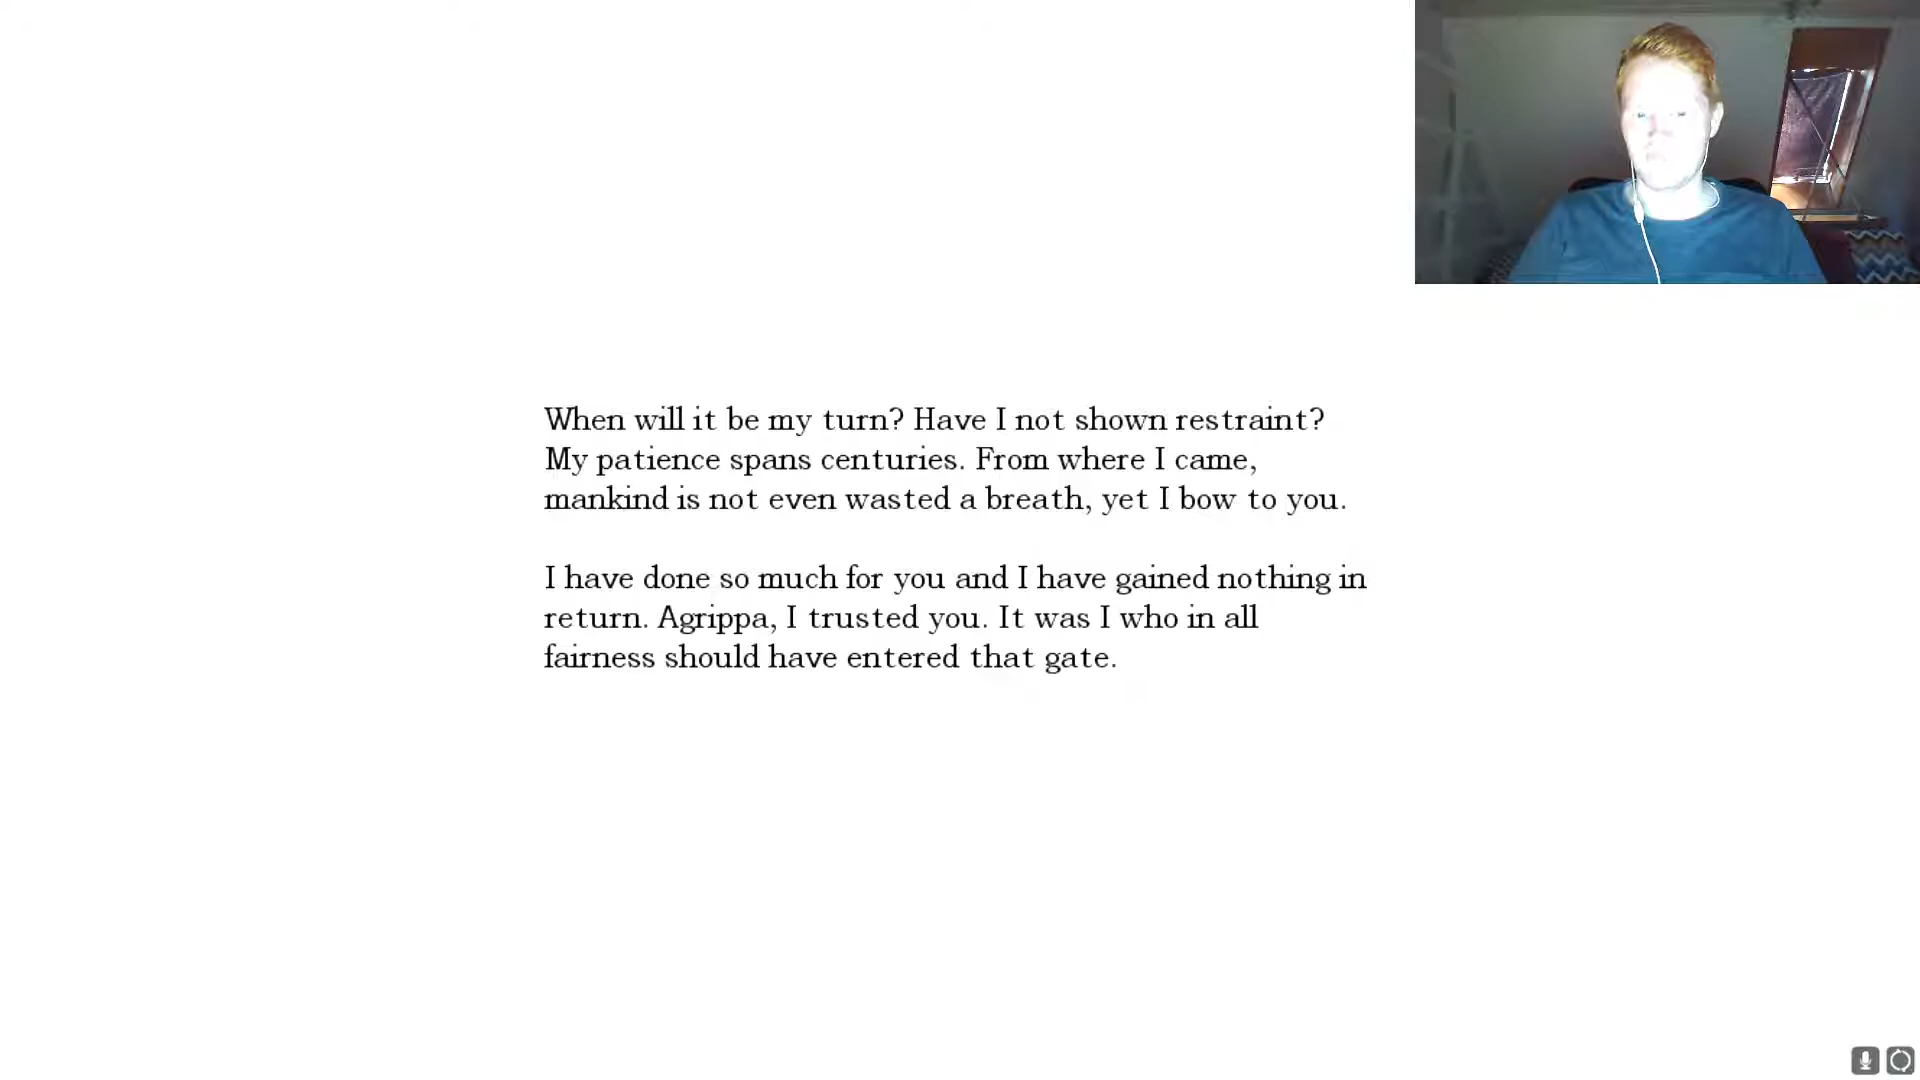 When will it be my turn? Have I not shown restraint?
My patience spans centuries. From where I came,
mankind is not even wasted a breath, yet I bow to you.
I have done so much for you and I have gained nothing in
return. Agrippa, I trusted you. It was I who in all
fairness should have entered that gate.